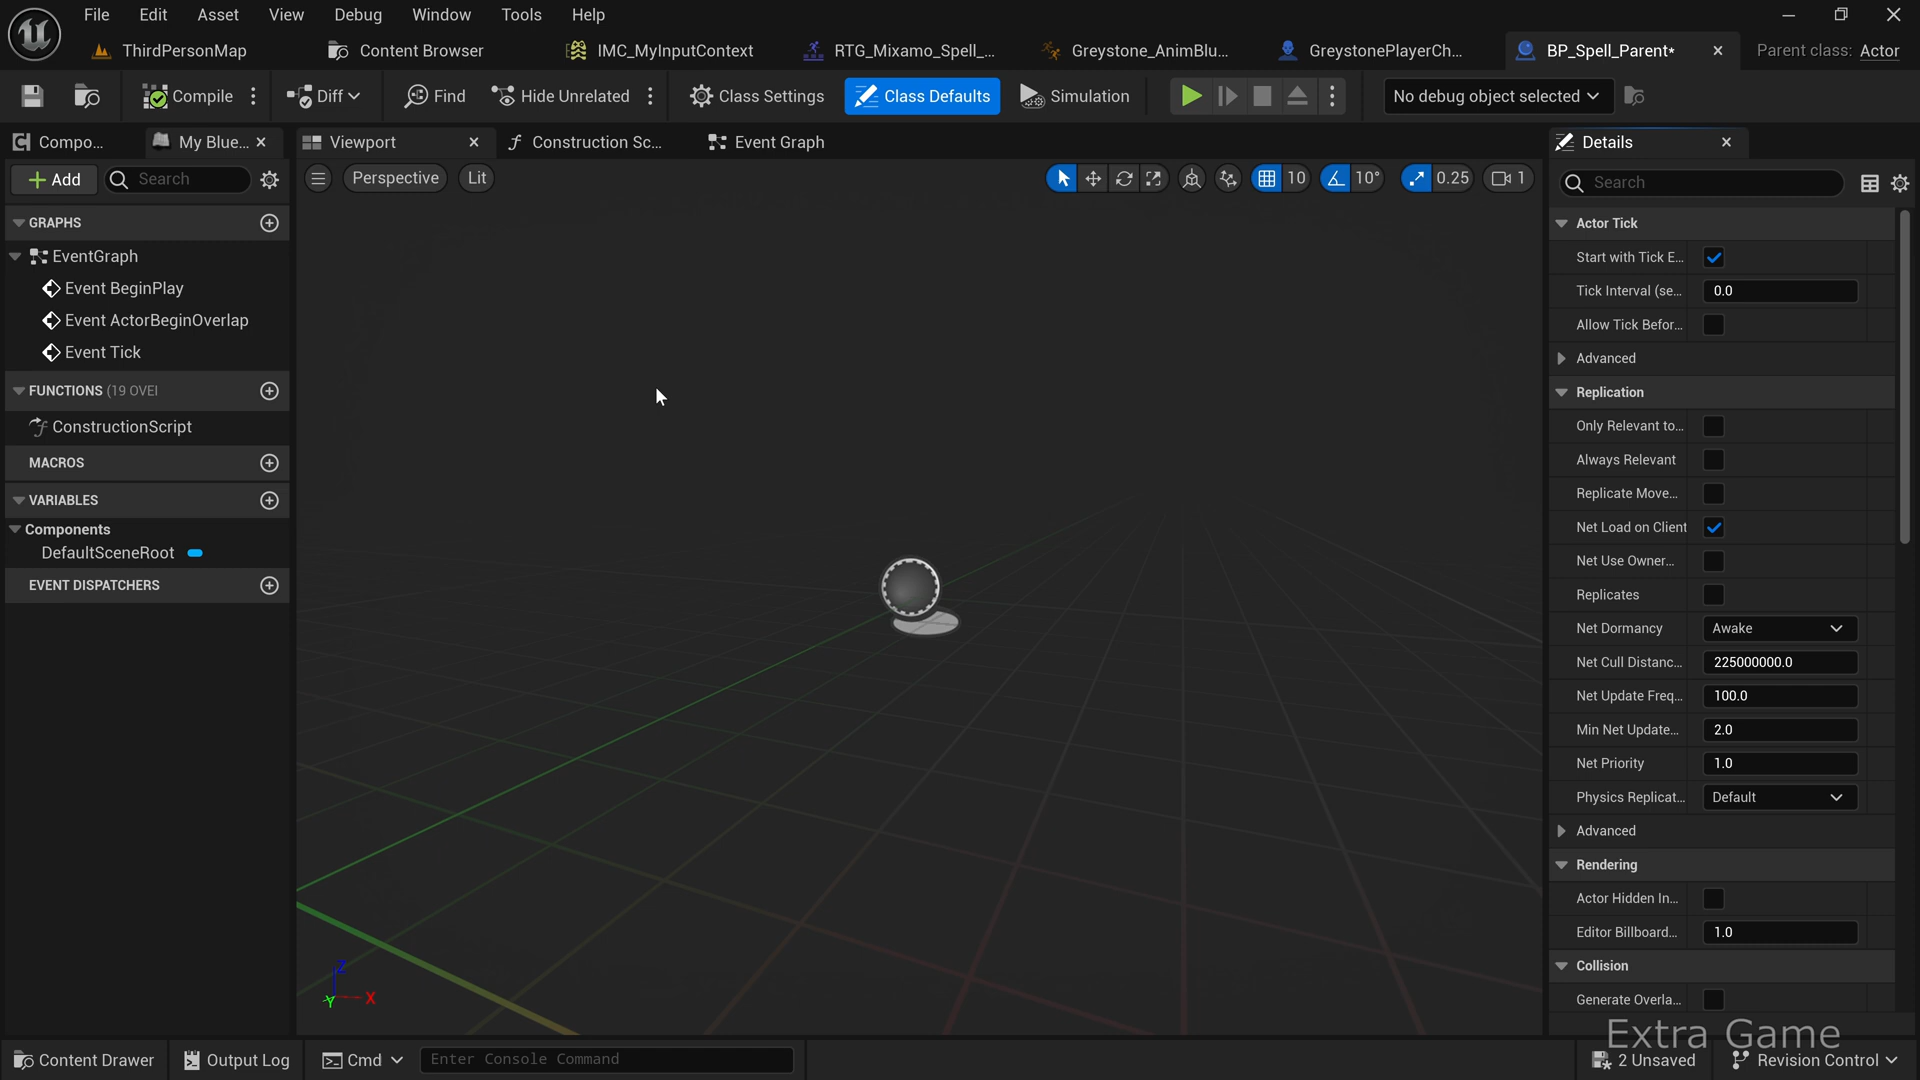 File Edit Asset View Debug Window Tools Help
ThirdPersonMap Content Browser IMC_MyInputContext RTG_Mixamo_Spell_... Greystone_AnimBlu... GreystonePlayerCh... BP_Spell_Parent* Parent class: Actor
Compile Diff Find Hide Unrelated Class Settings Class Defaults Simulation No debug object selected
Compo... My Blue... Viewport Construction Sc... Event Graph Details
Add Search Perspective Lit 10 10° 0.25 1 Search
GRAPHS
EventGraph
Event BeginPlay
Event ActorBeginOverlap
Event Tick
FUNCTIONS (19 OVEI
ConstructionScript
MACROS
VARIABLES
Components
DefaultSceneRoot
EVENT DISPATCHERS
Z
Y X
Actor Tick
Start with Tick E...
Tick Interval (se... 0.0
Allow Tick Befor...
Advanced
Replication
Only Relevant to...
Always Relevant
Replicate Move...
Net Load on Client
Net Use Owner...
Replicates
Net Dormancy Awake
Net Cull Distanc... 225000000.0
Net Update Freq... 100.0
Min Net Update... 2.0
Net Priority 1.0
Physics Replicat... Default
Advanced
Rendering
Actor Hidden In...
Editor Billboard... 1.0
Collision
Generate Overla...
Extra Game
Content Drawer Output Log Cmd Enter Console Command 2 Unsaved Revision Control